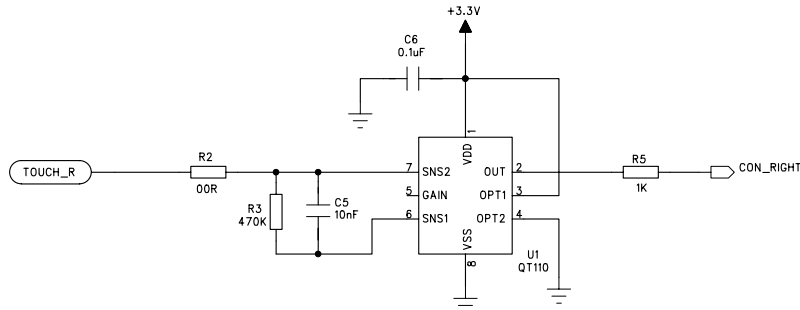 +3.3V
C6
0.1uF
1
VDD
TOUCH_R
R2
00R
R3
470K
C5
10nF
7 SNS2
5 GAIN
6 SNS1
OUT 2
OPT1 3
OPT2 4
VSS
8
U1
QT110
R5
1K
CON_RIGHT